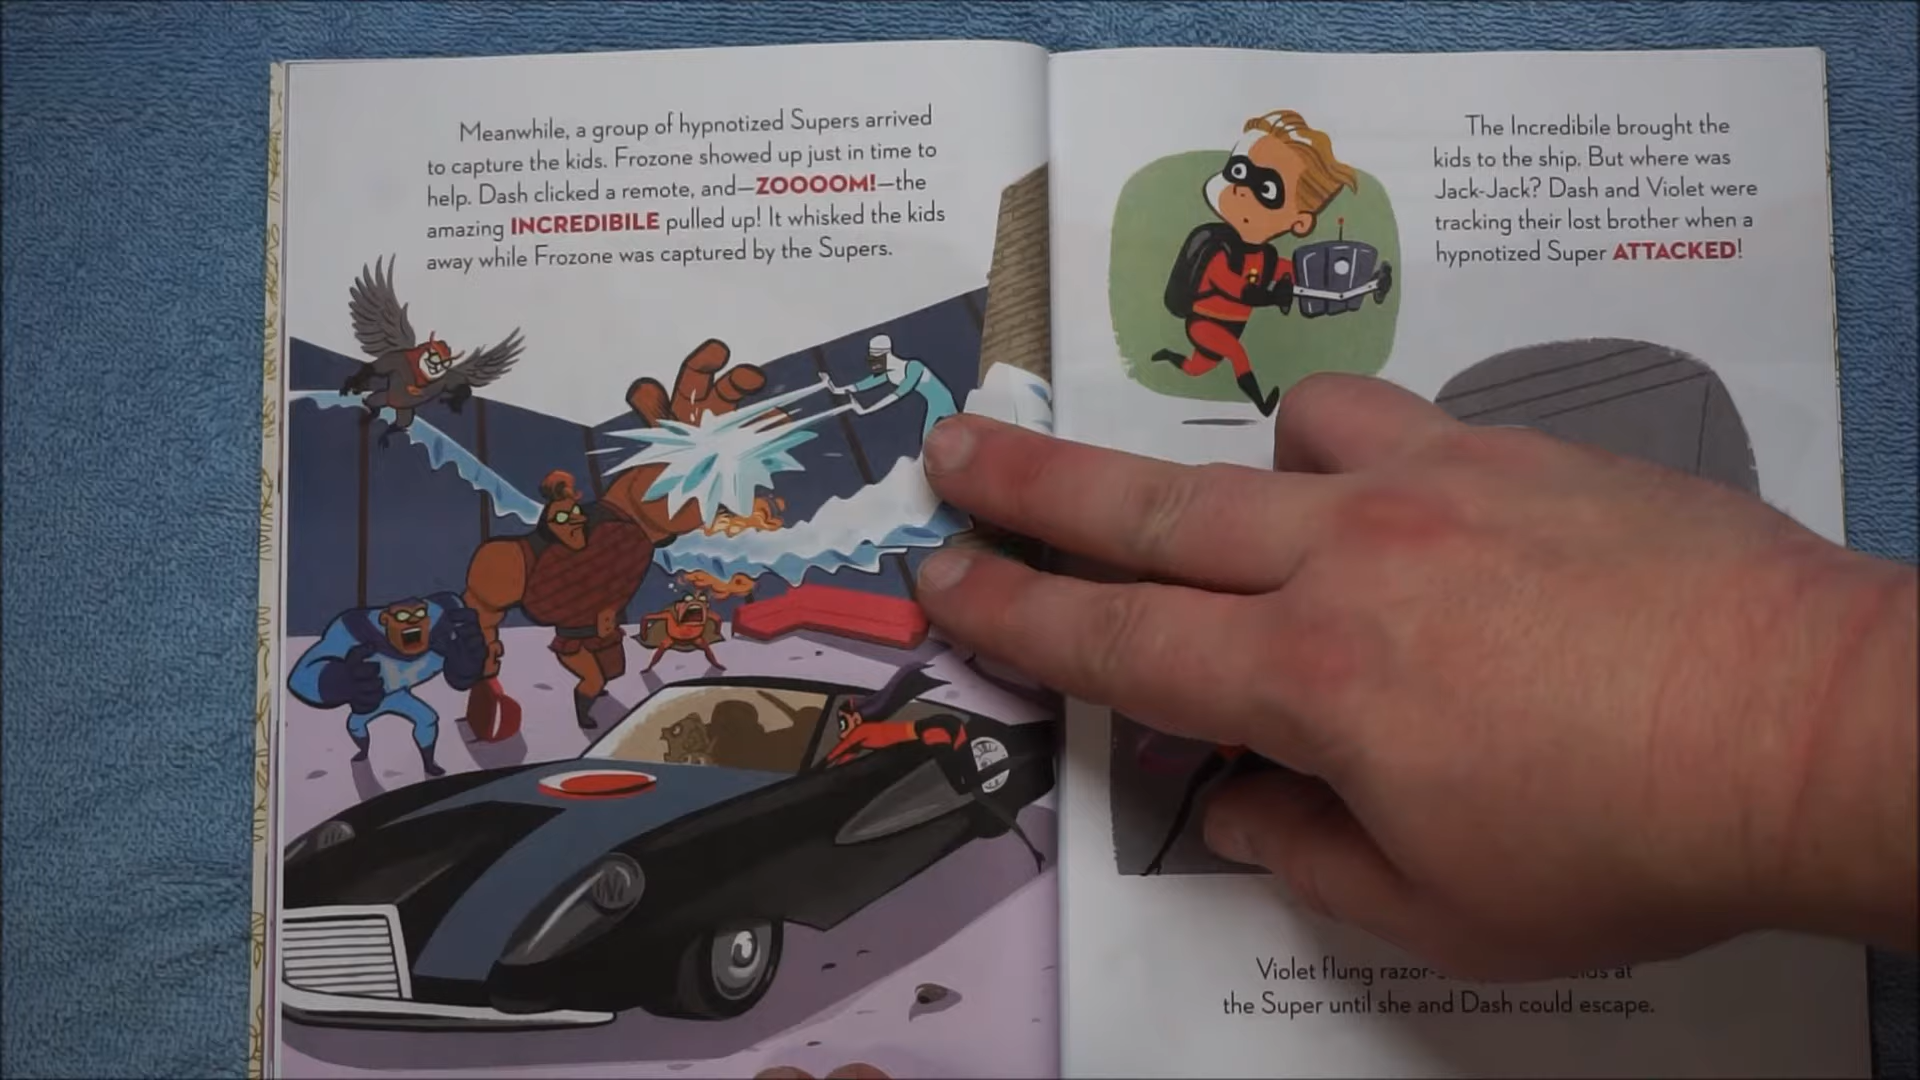 Meanwhile, a group of hypnotized Supers arrived
to capture the kids. Frozone showed up just in time to
help. Dash clicked a remote, and—ZOOOOM!—the
amazing INCREDIBILE pulled up! It whisked the kids
away while Frozone was captured by the Supers.
The Incredibile brought the
kids to the ship. But where was
Jack-Jack? Dash and Violet were
tracking their lost brother when a
hypnotized Super ATTACKED!
Violet flung razor- at
the Super until she and Dash could escape.